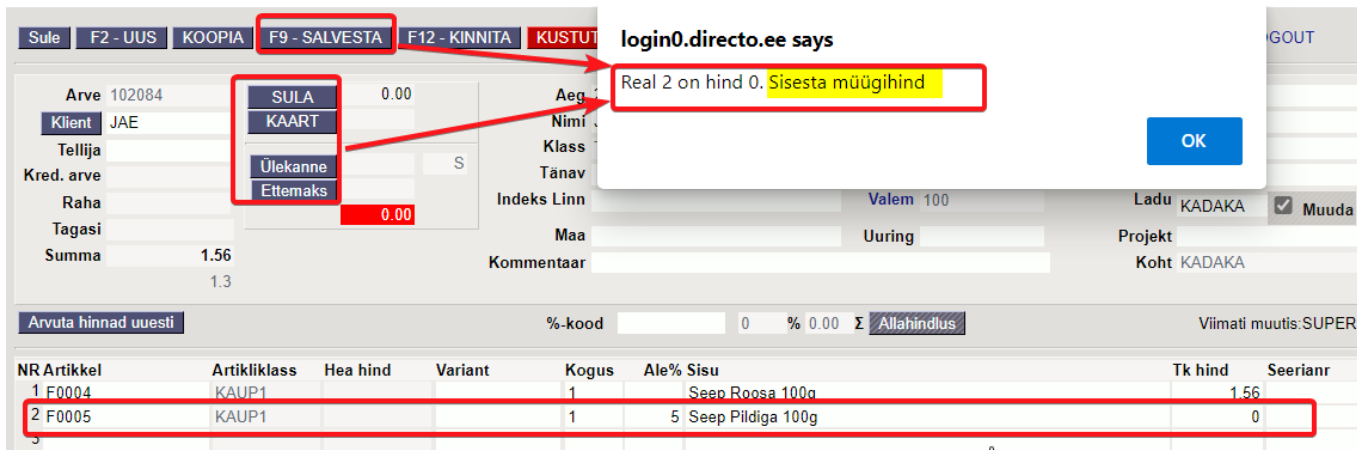 Sule F2 - UUS KOOPIA F9 - SALVESTA F12 - KINNITA KUSTUT
login0.directo.ee says
Real 2 on hind 0. Sisesta müügihind
OK
Arve 102084 SULA 0.00 Aeg
Klient JAE KAART Nimi
Tellija Klass
Kred. arve Ülekanne S Tänav
Raha Ettemaks Indeks Linn Valem 100 Ladu KADAKA Muuda
Tagasi 0.00 Maa Uuring Projekt
Summa 1.56 Kommentaar Koht KADAKA
1.3
Arvuta hinnad uuesti %-kood 0 % 0.00 Σ Allahindlus Viimati muutis:SUPER
NR Artikkel Artikliklass Hea hind Variant Kogus Ale% Sisu Tk hind Seerianr
1 F0004 KAUP1 1 Seep Roosa 100g 1.56
2 F0005 KAUP1 1 5 Seep Pildiga 100g 0
3